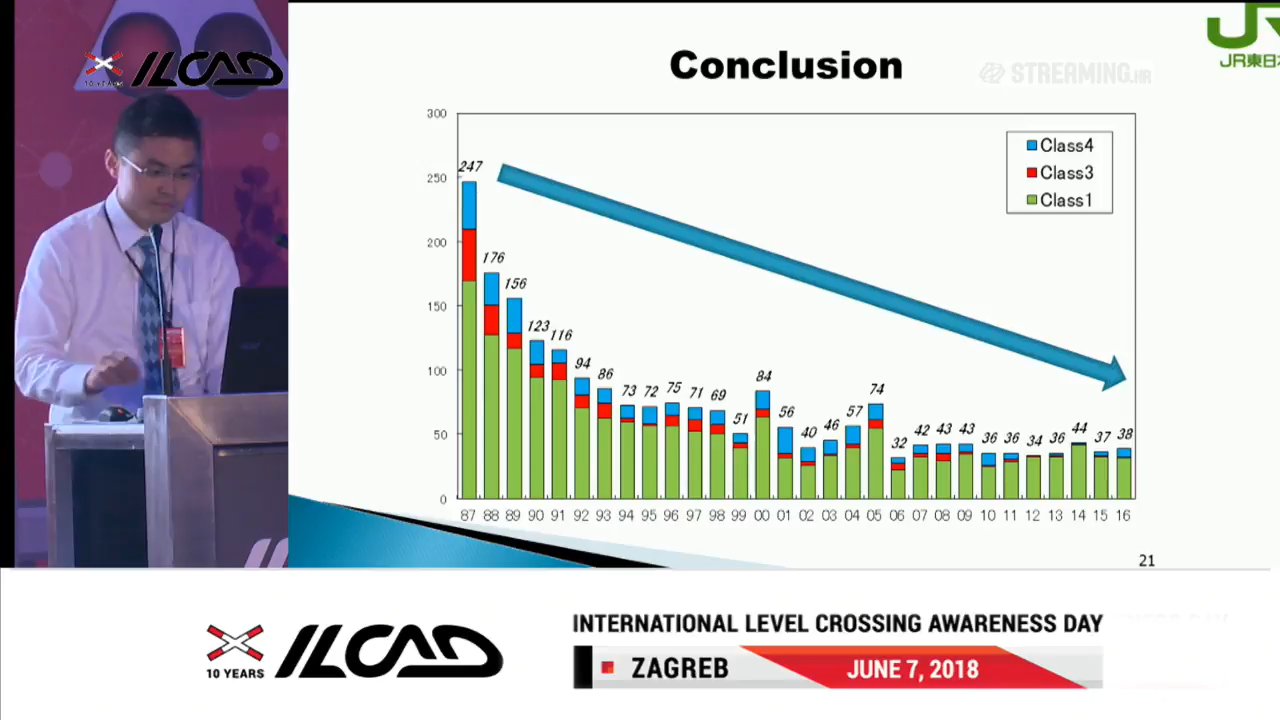 10 YEARS
ILCAD
Conclusion
STREAMING.HR
JR
JR東日本
300
250
200
150
100
50
0
Class4
Class3
Class1
247
176
156
123
116
94
86
73
72
75
71
69
51
84
56
40
46
57
74
32
42
43
43
36
36
34
36
44
37
38
87 88 89 90 91 92 93 94 95 96 97 98 99 00 01 02 03 04 05 06 07 08 09 10 11 12 13 14 15 16
21
10 YEARS
ILCAD
INTERNATIONAL LEVEL CROSSING AWARENESS DAY
ZAGREB
JUNE 7, 2018